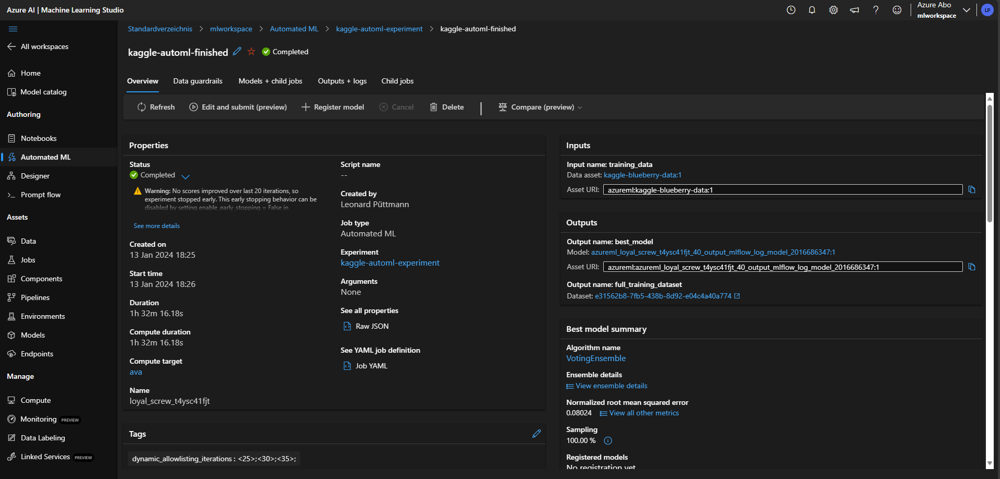 Azure AI | Machine Learning Studio
Azure Abo
mlworkspace
LP
All workspaces
Home
Model catalog
Authoring
Notebooks
Automated ML
Designer
Prompt flow
Assets
Data
Jobs
Components
Pipelines
Environments
Models
Endpoints
Manage
Compute
Monitoring PREVIEW
Data Labeling
Linked Services PREVIEW
Standardverzeichnis > mlworkspace > Automated ML > kaggle-automl-experiment > kaggle-automl-finished
kaggle-automl-finished Completed
Overview Data guardrails Models + child jobs Outputs + logs Child jobs
Refresh Edit and submit (preview) Register model Cancel Delete | Compare (preview)
Properties
Status
Completed
Warning: No scores improved over last 20 iterations, so
experiment stopped early. This early stopping behavior can be
disabled by setting enable_early_stopping = False in
See more details
Created on
13 Jan 2024 18:25
Start time
13 Jan 2024 18:26
Duration
1h 32m 16.18s
Compute duration
1h 32m 16.18s
Compute target
ava
Name
loyal_screw_t4ysc41fjt
Script name
--
Created by
Leonard Püttmann
Job type
Automated ML
Experiment
kaggle-automl-experiment
Arguments
None
See all properties
Raw JSON
See YAML job definition
Job YAML
Tags
dynamic_allowlisting_iterations : <25>;<30>;<35>;
Inputs
Input name: training_data
Data asset: kaggle-blueberry-data:1
Asset URI: azureml:kaggle-blueberry-data:1
Outputs
Output name: best_model
Model: azureml_loyal_screw_t4ysc41fjt_40_output_mlflow_log_model_2016686347:1
Asset URI: azureml:azureml_loyal_screw_t4ysc41fjt_40_output_mlflow_log_model_2016686347:1
Output name: full_training_dataset
Dataset: e31562b8-7fb5-438b-8d92-e04c4a40a774
Best model summary
Algorithm name
VotingEnsemble
Ensemble details
View ensemble details
Normalized root mean squared error
0.08024 View all other metrics
Sampling
100.00 %
Registered models
No registration yet